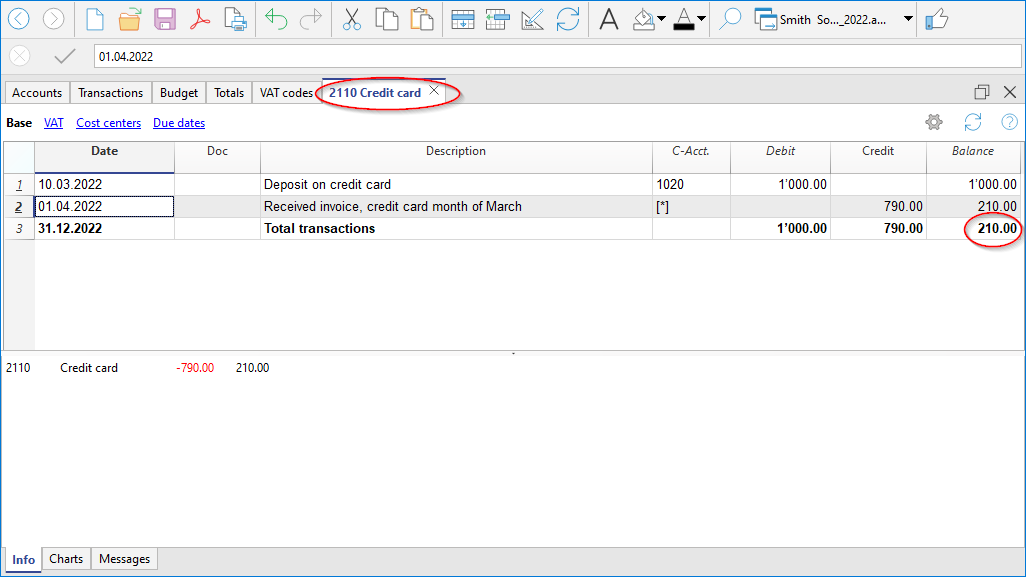 Smith So..._2022.a...
01.04.2022
Accounts Transactions Budget Totals VAT codes 2110 Credit card
Base VAT Cost centers Due dates
Date Doc Description C-Acct. Debit Credit Balance
1 10.03.2022 Deposit on credit card 1020 1’000.00 1’000.00
2 01.04.2022 Received invoice, credit card month of March [*] 790.00 210.00
3 31.12.2022 Total transactions 1’000.00 790.00 210.00
2110 Credit card -790.00 210.00
Info Charts Messages